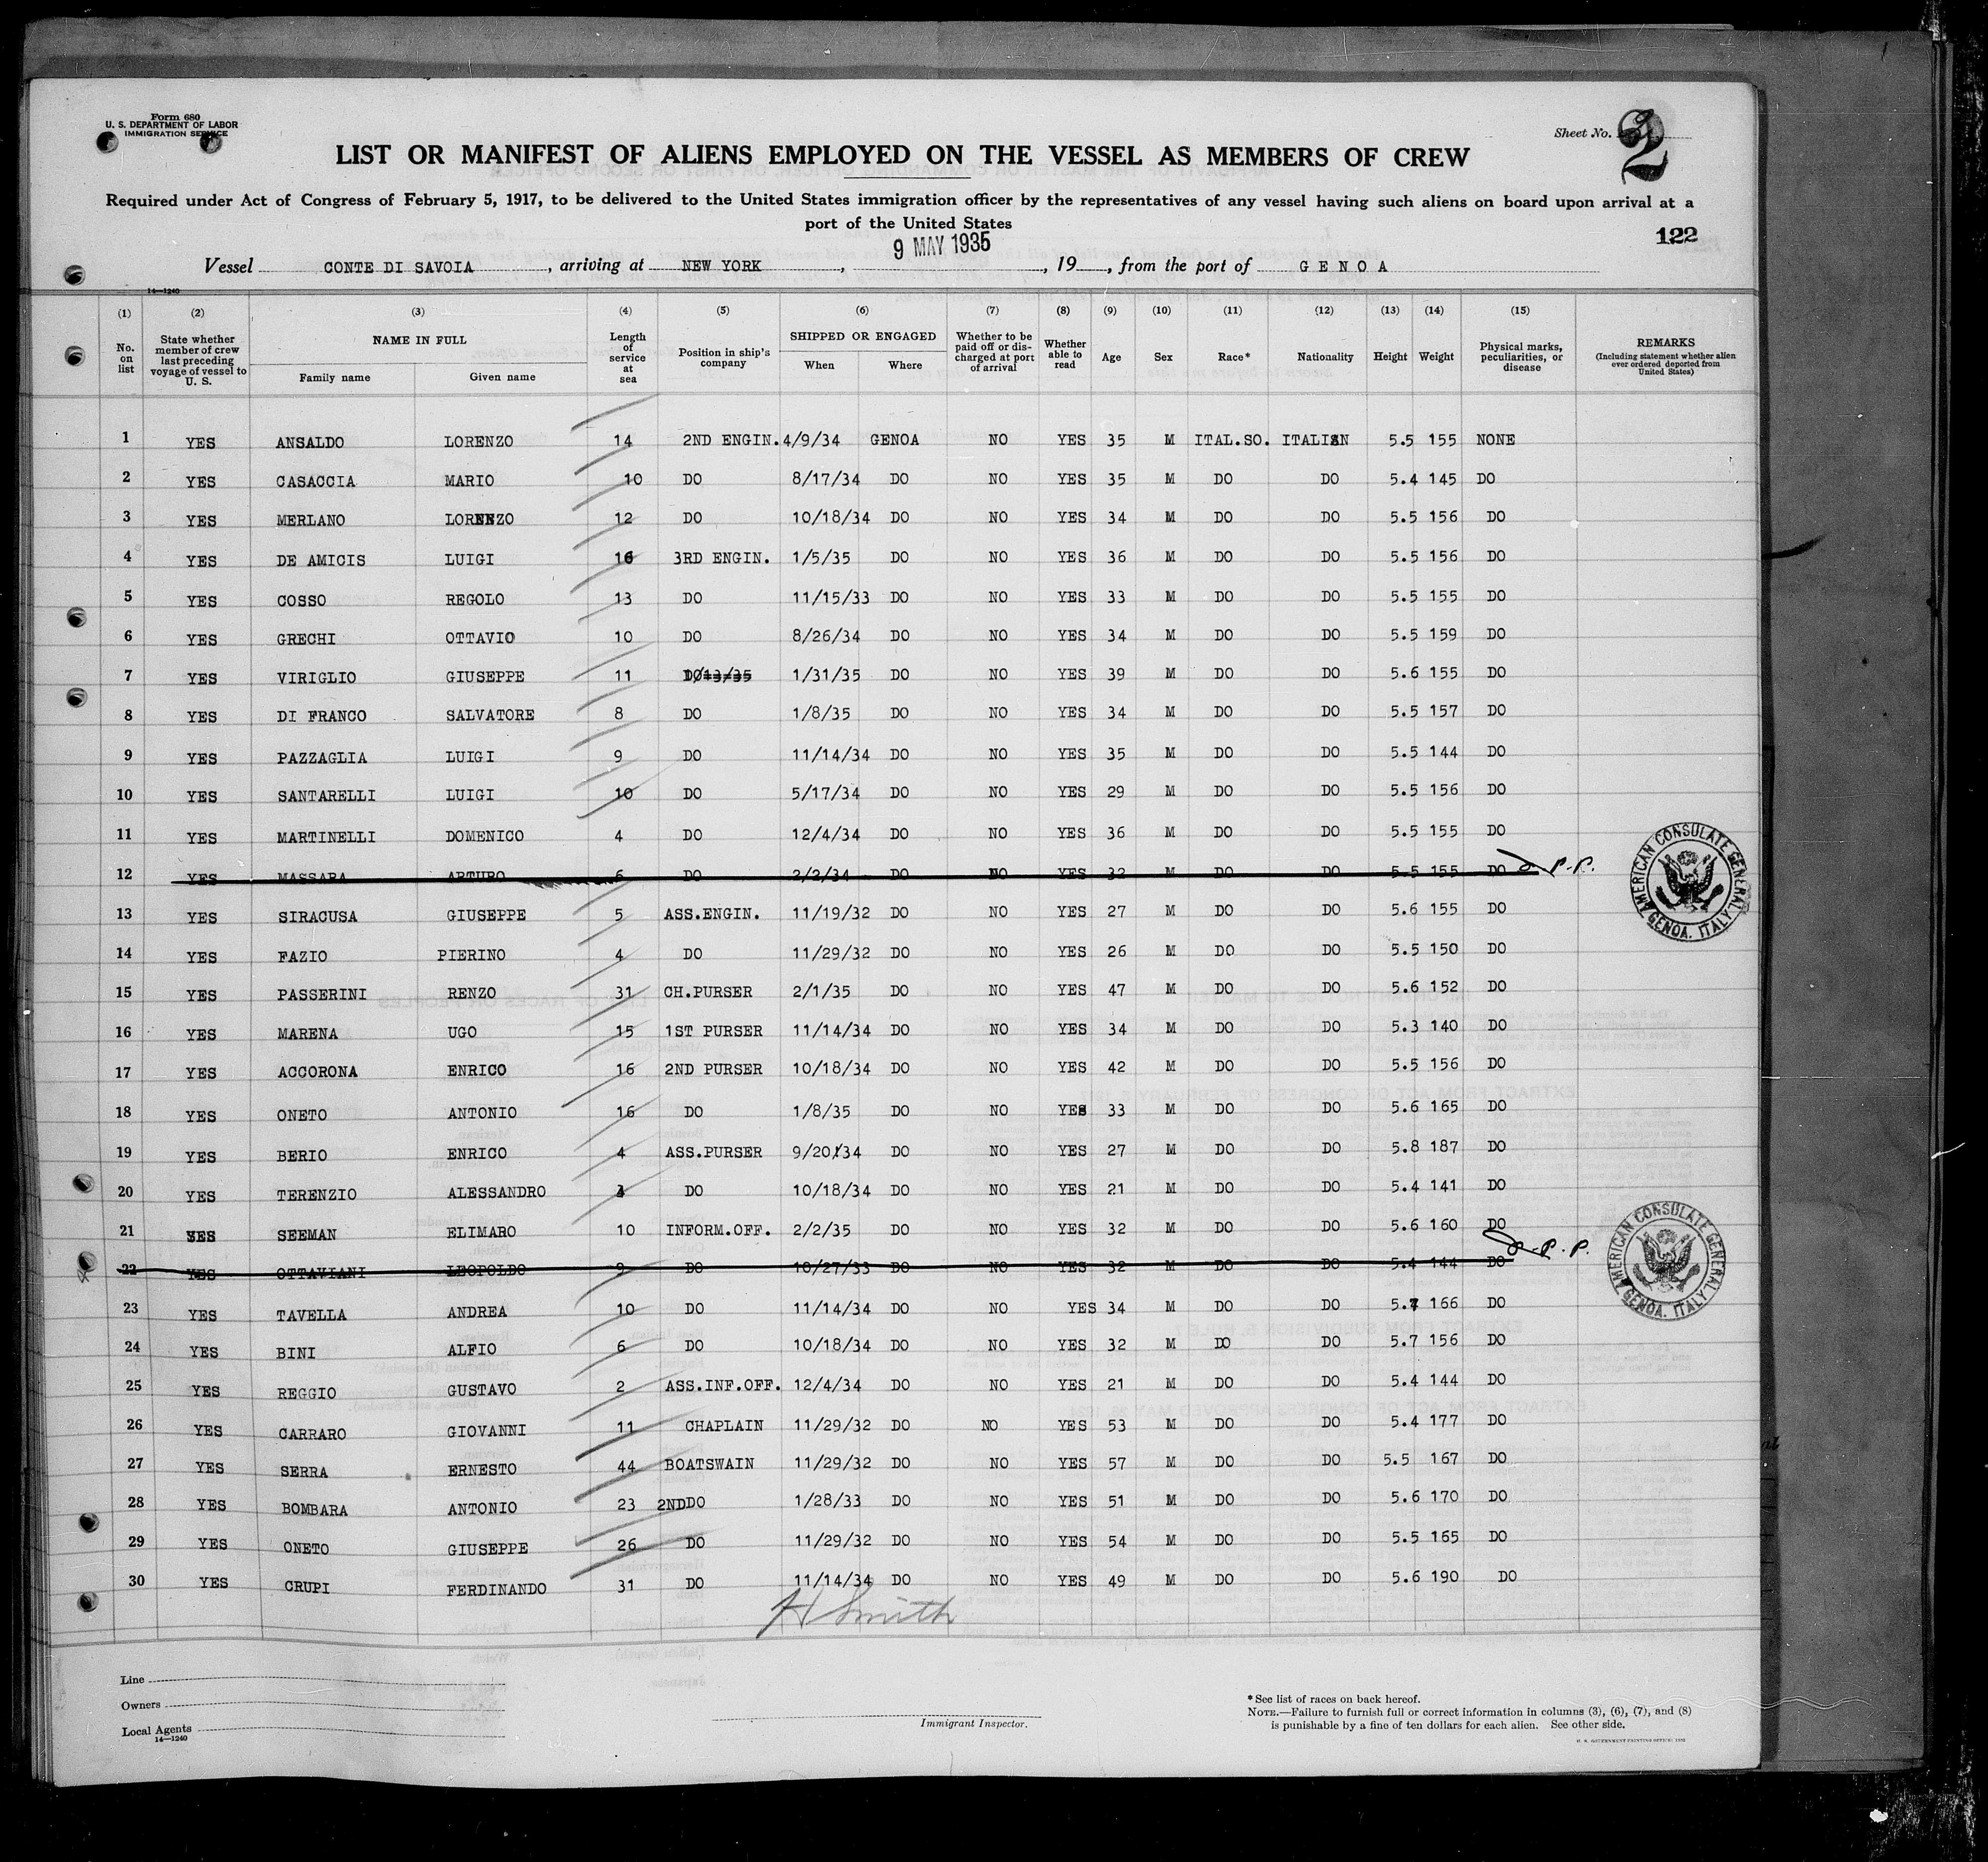 Form 680
U. S. DEPARTMENT OF LABOR
IMMIGRATION SERVICE
Sheet No. 2
LIST OR MANIFEST OF ALIENS EMPLOYED ON THE VESSEL AS MEMBERS OF CREW
Required under Act of Congress of February 5, 1917, to be delivered to the United States immigration officer by the representatives of any vessel having such aliens on board upon arrival at a
port of the United States
122
9 MAY 1935
Vessel CONTE DI SAVOIA, arriving at NEW YORK, , 19 , from the port of GENOA
14—1240
(1) (2) (3) (4) (5) (6) (7) (8) (9) (10) (11) (12) (13) (14) (15)
No. on list | State whether member of crew last preceding voyage of vessel to U. S. | NAME IN FULL Family name Given name | Length of service at sea | Position in ship's company | SHIPPED OR ENGAGED When Where | Whether to be paid off or discharged at port of arrival | Whether able to read | Age | Sex | Race* | Nationality | Height | Weight | Physical marks, peculiarities, or disease | REMARKS (Including statement whether alien ever ordered deported from United States)
1 YES ANSALDO LORENZO 14 2ND ENGIN. 4/9/34 GENOA NO YES 35 M ITAL.SO. ITALIAN 5.5 155 NONE
2 YES CASACCIA MARIO 10 DO 8/17/34 DO NO YES 35 M DO DO 5.4 145 DO
3 YES MERLANO LORENZO 12 DO 10/18/34 DO NO YES 34 M DO DO 5.5 156 DO
4 YES DE AMICIS LUIGI 16 3RD ENGIN. 1/5/35 DO NO YES 36 M DO DO 5.5 156 DO
5 YES COSSO REGOLO 13 DO 11/15/33 DO NO YES 33 M DO DO 5.5 155 DO
6 YES GRECHI OTTAVIO 10 DO 8/26/34 DO NO YES 34 M DO DO 5.5 159 DO
7 YES VIRIGLIO GIUSEPPE 11 DO/13/35 1/31/35 DO NO YES 39 M DO DO 5.6 155 DO
8 YES DI FRANCO SALVATORE 8 DO 1/8/35 DO NO YES 34 M DO DO 5.5 157 DO
9 YES PAZZAGLIA LUIGI 9 DO 11/14/34 DO NO YES 35 M DO DO 5.5 144 DO
10 YES SANTARELLI LUIGI 10 DO 5/17/34 DO NO YES 29 M DO DO 5.5 156 DO
11 YES MARTINELLI DOMENICO 4 DO 12/4/34 DO NO YES 36 M DO DO 5.5 155 DO
12 YES MASSARA ARTURO 6 DO 2/2/34 DO NO YES 32 M DO DO 5.5 155 DO P.P.
13 YES SIRACUSA GIUSEPPE 5 ASS.ENGIN. 11/19/32 DO NO YES 27 M DO DO 5.6 155 DO
14 YES FAZIO PIERINO 4 DO 11/29/32 DO NO YES 26 M DO DO 5.5 150 DO
15 YES PASSERINI RENZO 31 CH.PURSER 2/1/35 DO NO YES 47 M DO DO 5.6 152 DO
16 YES MARENA UGO 15 1ST PURSER 11/14/34 DO NO YES 34 M DO DO 5.3 140 DO
17 YES ACCORONA ENRICO 16 2ND PURSER 10/18/34 DO NO YES 42 M DO DO 5.5 156 DO
18 YES ONETO ANTONIO 16 DO 1/8/35 DO NO YES 33 M DO DO 5.6 165 DO
19 YES BERIO ENRICO 4 ASS.PURSER 9/20/34 DO NO YES 27 M DO DO 5.8 187 DO
20 YES TERENZIO ALESSANDRO DO 10/18/34 DO NO YES 21 M DO DO 5.4 141 DO
21 YES SEEMAN ELIMARO 10 INFORM.OFF. 2/2/35 DO NO YES 32 M DO DO 5.6 160 DO
22 YES OTTAVIANI LEOPOLDO 9 DO 10/27/33 DO NO YES 32 M DO DO 5.4 144 DO P.P.
23 YES TAVELLA ANDREA 10 DO 11/14/34 DO NO YES 34 M DO DO 5.7 166 DO
24 YES BINI ALFIO 6 DO 10/18/34 DO NO YES 32 M DO DO 5.7 156 DO
25 YES REGGIO GUSTAVO 2 ASS.INF.OFF. 12/4/34 DO NO YES 21 M DO DO 5.4 144 DO
26 YES CARRARO GIOVANNI 11 CHAPLAIN 11/29/32 DO NO YES 53 M DO DO 5.4 177 DO
27 YES SERRA ERNESTO 44 BOATSWAIN 11/29/32 DO NO YES 57 M DO DO 5.5 167 DO
28 YES BOMBARA ANTONIO 23 2NDDO 1/28/33 DO NO YES 51 M DO DO 5.6 170 DO
29 YES ONETO GIUSEPPE 26 DO 11/29/32 DO NO YES 54 M DO DO 5.5 165 DO
30 YES CRUPI FERDINANDO 31 DO 11/14/34 DO NO YES 49 M DO DO 5.6 190 DO
AMERICAN CONSULATE GENERAL GENOA, ITALY
AMERICAN CONSULATE GENERAL GENOA, ITALY
H Smith
Line
Owners
Local Agents
14—1240
Immigrant Inspector.
*See list of races on back hereof.
NOTE.—Failure to furnish full or correct information in columns (3), (6), (7), and (8)
is punishable by a fine of ten dollars for each alien. See other side.
U. S. GOVERNMENT PRINTING OFFICE: 1932